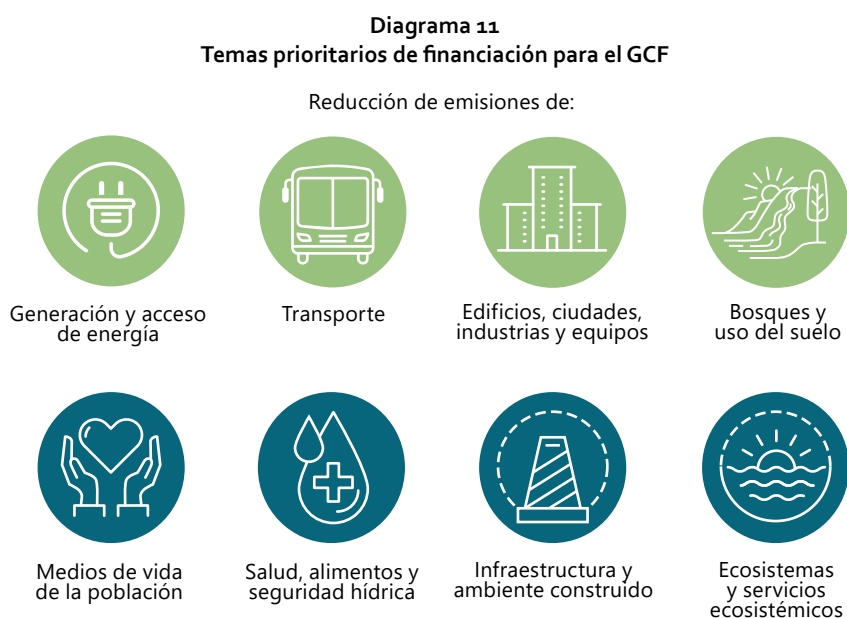 Diagrama 11
Temas prioritarios de financiación para el GCF
Reducción de emisiones de:
Generación y acceso
de energía
Transporte
Edificios, ciudades,
industrias y equipos
Bosques y
uso del suelo
Medios de vida
de la población
Salud, alimentos y
seguridad hídrica
Infraestructura y
ambiente construido
Ecosistemas
y servicios
ecosistémicos